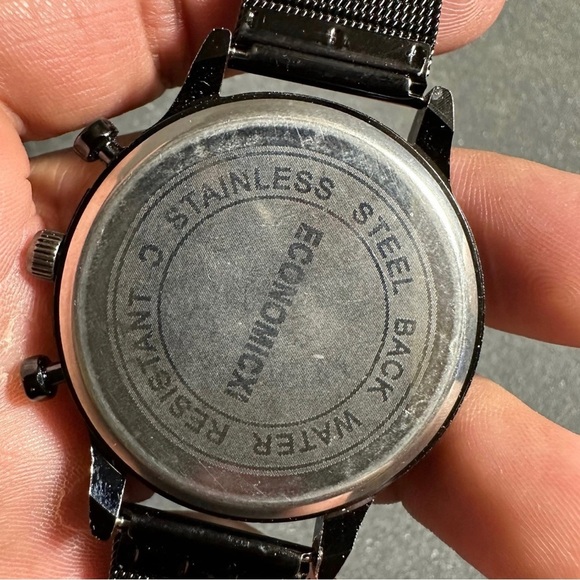 STAINLESS STEEL BACK WATER RESISTANT O
ECONOMICXI